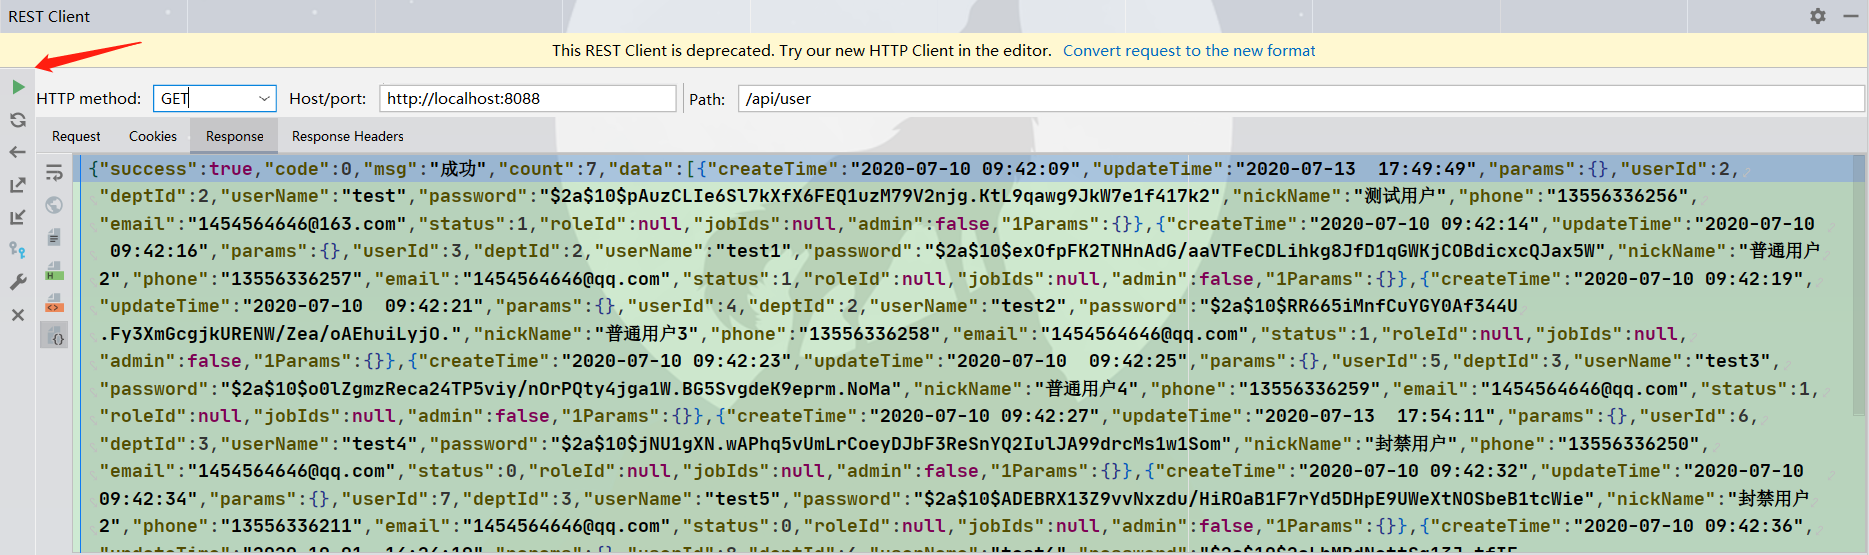 REST Client
This REST Client is deprecated. Try our new HTTP Client in the editor. Convert request to the new format
HTTP method: GET Host/port: http://localhost:8088 Path: /api/user
Request Cookies Response Response Headers
{"success":true,"code":0,"msg":"成功","count":7,"data":[{"createTime":"2020-07-10 09:42:09","updateTime":"2020-07-13  17:49:49","params":{},"userId":2,
"deptId":2,"userName":"test","password":"$2a$10$pAuzCLIe6Sl7kXfX6FEQ1uzM79V2njg.KtL9qawg9JkW7e1f417k2","nickName":"测试用户","phone":"13556336256",
"email":"1454564646@163.com","status":1,"roleId":null,"jobIds":null,"admin":false,"1Params":{}},{"createTime":"2020-07-10 09:42:14","updateTime":"2020-07-10
09:42:16","params":{},"userId":3,"deptId":2,"userName":"test1","password":"$2a$10$exOfpFK2TNHnAdG/aaVTFeCDLihkg8JfD1qGWKjCOBdicxcQJax5W","nickName":"普通用户
2","phone":"13556336257","email":"1454564646@qq.com","status":1,"roleId":null,"jobIds":null,"admin":false,"1Params":{}},{"createTime":"2020-07-10 09:42:19",
"updateTime":"2020-07-10  09:42:21","params":{},"userId":4,"deptId":2,"userName":"test2","password":"$2a$10$RR665iMnfCuYGY0Af344U
.Fy3XmGcgjkURENW/Zea/oAEhuiLyjO.","nickName":"普通用户3","phone":"13556336258","email":"1454564646@qq.com","status":1,"roleId":null,"jobIds":null,
"admin":false,"1Params":{}},{"createTime":"2020-07-10 09:42:23","updateTime":"2020-07-10  09:42:25","params":{},"userId":5,"deptId":3,"userName":"test3",
"password":"$2a$10$o0lZgmzReca24TP5viy/nOrPQty4jga1W.BG5SvgdeK9eprm.NoMa","nickName":"普通用户4","phone":"13556336259","email":"1454564646@qq.com","status":1,
"roleId":null,"jobIds":null,"admin":false,"1Params":{}},{"createTime":"2020-07-10 09:42:27","updateTime":"2020-07-13  17:54:11","params":{},"userId":6,
"deptId":3,"userName":"test4","password":"$2a$10$jNU1gXN.wAPhq5vUmLrCoeyDJbF3ReSnYQ2IulJA99drcMs1w1Som","nickName":"封禁用户","phone":"13556336250",
"email":"1454564646@qq.com","status":0,"roleId":null,"jobIds":null,"admin":false,"1Params":{}},{"createTime":"2020-07-10 09:42:32","updateTime":"2020-07-10
09:42:34","params":{},"userId":7,"deptId":3,"userName":"test5","password":"$2a$10$ADEBRX13Z9vvNxzdu/HiROaB1F7rYd5DHpE9UWeXtNOSbeB1tcWie","nickName":"封禁用户
2","phone":"13556336211","email":"1454564646@qq.com","status":0,"roleId":null,"jobIds":null,"admin":false,"1Params":{}},{"createTime":"2020-07-10 09:42:36",